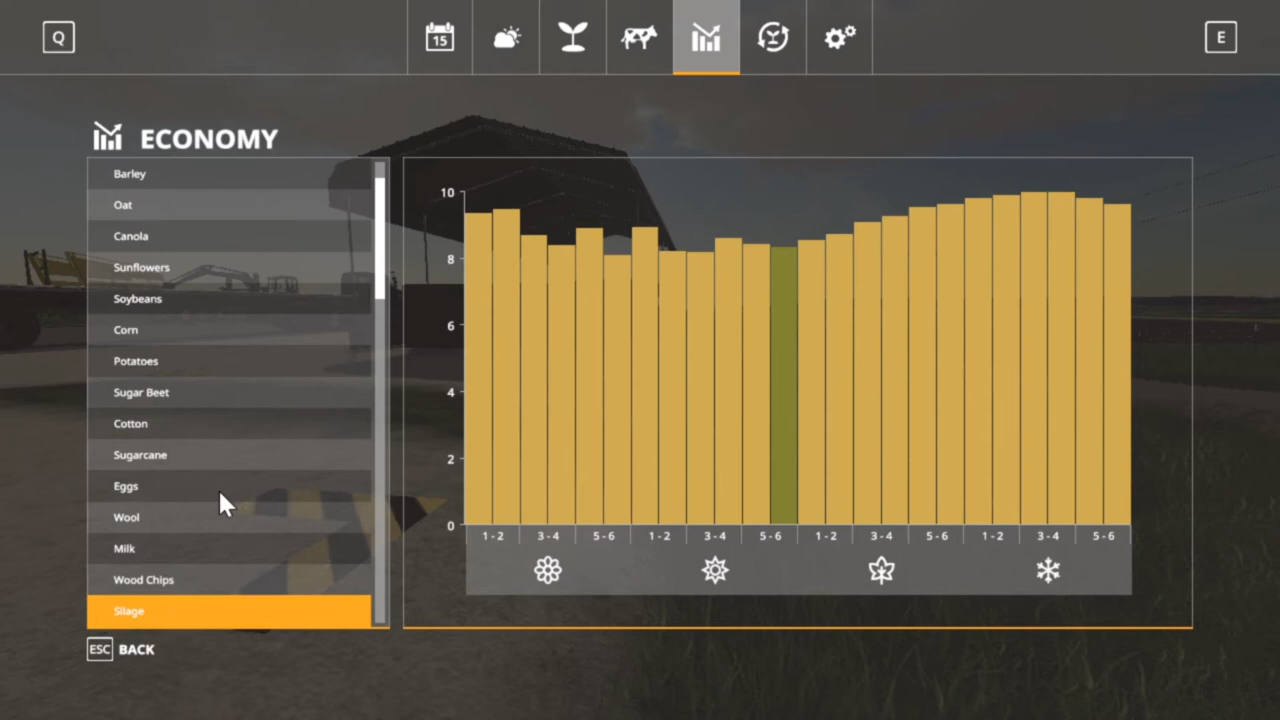 Q
15
E
ECONOMY
Barley
Oat
Canola
Sunflowers
Soybeans
Corn
Potatoes
Sugar Beet
Cotton
Sugarcane
Eggs
Wool
Milk
Wood Chips
Silage
10
8
6
4
2
0
1 - 2 3 - 4 5 - 6 1 - 2 3 - 4 5 - 6 1 - 2 3 - 4 5 - 6 1 - 2 3 - 4 5 - 6
ESC BACK